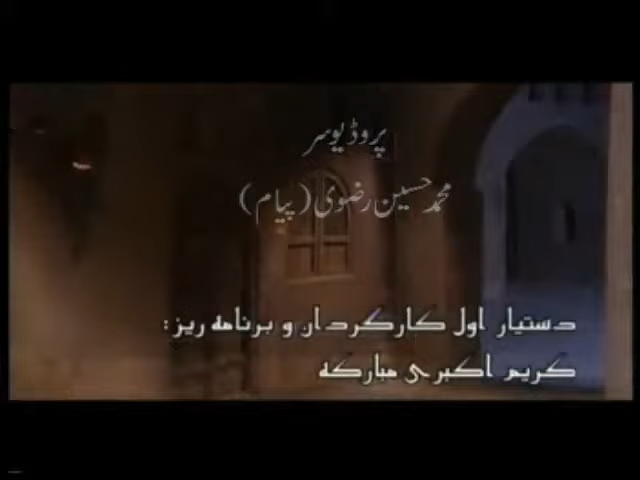 پروڈیوسر
محمد حسین رضوی (پیام)
دستیار اول کارگردان و برنامه ریز:
کریم اکبری مبارکه